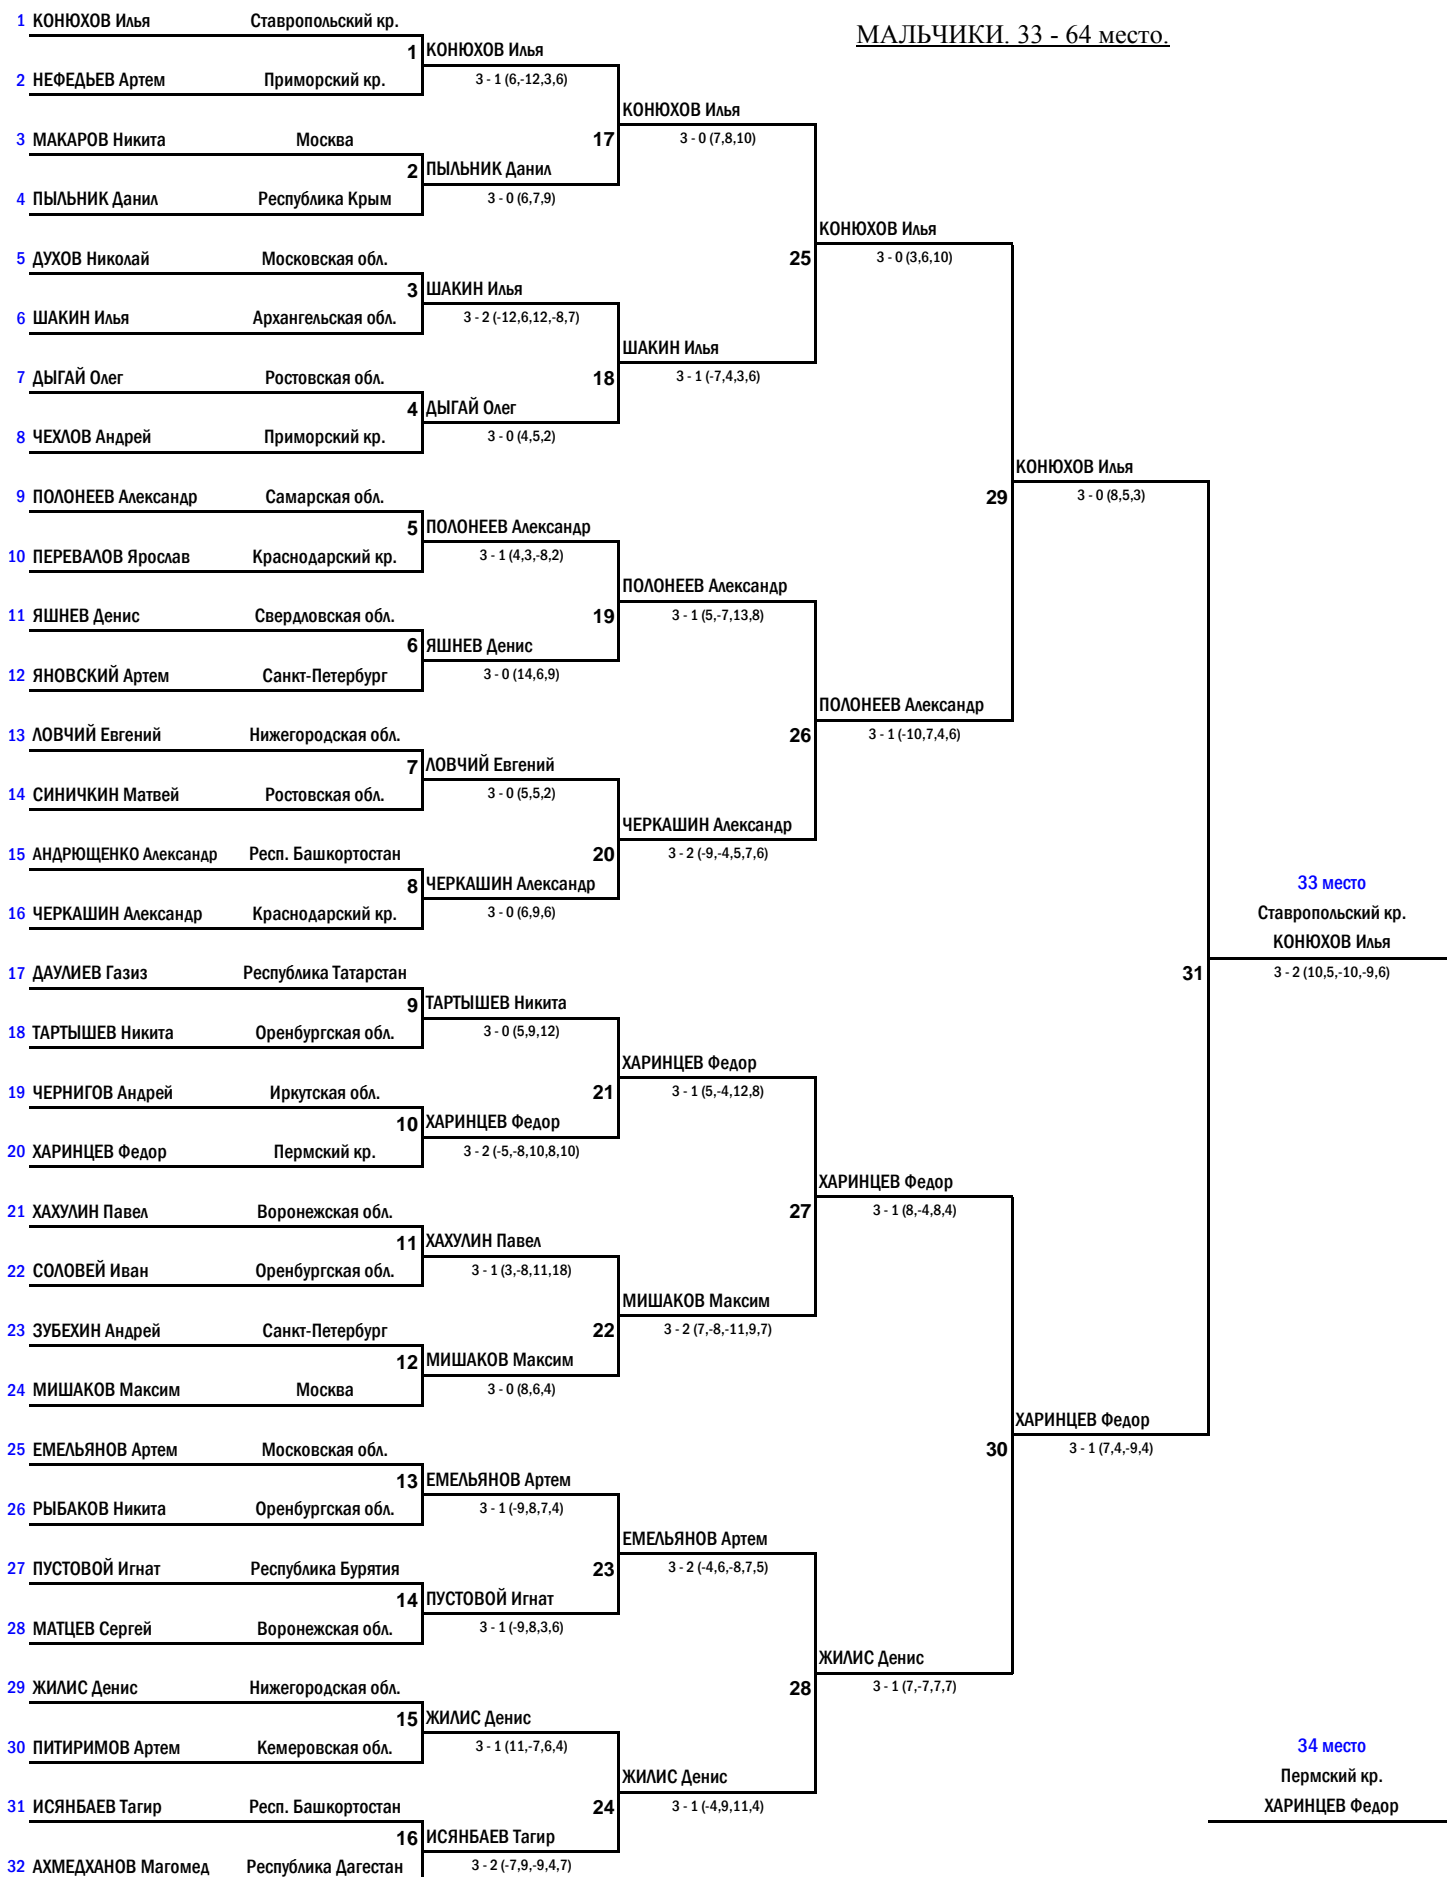 МАЛЬЧИКИ. 33 - 64 место.
1 КОНЮХОВ Илья Ставропольский кр.
1 КОНЮХОВ Илья
2 НЕФЕДЬЕВ Артем Приморский кр. 3 - 1 (6,-12,3,6)
КОНЮХОВ Илья
3 МАКАРОВ Никита Москва 17 3 - 0 (7,8,10)
2 ПЫЛЬНИК Данил
4 ПЫЛЬНИК Данил Республика Крым 3 - 0 (6,7,9)
КОНЮХОВ Илья
5 ДУХОВ Николай Московская обл. 25 3 - 0 (3,6,10)
3 ШАКИН Илья
6 ШАКИН Илья Архангельская обл. 3 - 2 (-12,6,12,-8,7)
ШАКИН Илья
7 ДЫГАЙ Олег Ростовская обл. 18 3 - 1 (-7,4,3,6)
4 ДЫГАЙ Олег
8 ЧЕХЛОВ Андрей Приморский кр. 3 - 0 (4,5,2)
КОНЮХОВ Илья
9 ПОЛОНЕЕВ Александр Самарская обл. 29 3 - 0 (8,5,3)
5 ПОЛОНЕЕВ Александр
10 ПЕРЕВАЛОВ Ярослав Краснодарский кр. 3 - 1 (4,3,-8,2)
ПОЛОНЕЕВ Александр
11 ЯШНЕВ Денис Свердловская обл. 19 3 - 1 (5,-7,13,8)
6 ЯШНЕВ Денис
12 ЯНОВСКИЙ Артем Санкт-Петербург 3 - 0 (14,6,9)
ПОЛОНЕЕВ Александр
13 ЛОВЧИЙ Евгений Нижегородская обл. 26 3 - 1 (-10,7,4,6)
7 ЛОВЧИЙ Евгений
14 СИНИЧКИН Матвей Ростовская обл. 3 - 0 (5,5,2)
ЧЕРКАШИН Александр
15 АНДРЮЩЕНКО Александр Респ. Башкортостан 20 3 - 2 (-9,-4,5,7,6)
8 ЧЕРКАШИН Александр 33 место
16 ЧЕРКАШИН Александр Краснодарский кр. 3 - 0 (6,9,6) Ставропольский кр.
КОНЮХОВ Илья
17 ДАУЛИЕВ Газиз Республика Татарстан 31 3 - 2 (10,5,-10,-9,6)
9 ТАРТЫШЕВ Никита
18 ТАРТЫШЕВ Никита Оренбургская обл. 3 - 0 (5,9,12)
ХАРИНЦЕВ Федор
19 ЧЕРНИГОВ Андрей Иркутская обл. 21 3 - 1 (5,-4,12,8)
10 ХАРИНЦЕВ Федор
20 ХАРИНЦЕВ Федор Пермский кр. 3 - 2 (-5,-8,10,8,10)
ХАРИНЦЕВ Федор
21 ХАХУЛИН Павел Воронежская обл. 27 3 - 1 (8,-4,8,4)
11 ХАХУЛИН Павел
22 СОЛОВЕЙ Иван Оренбургская обл. 3 - 1 (3,-8,11,18)
МИШАКОВ Максим
23 ЗУБЕХИН Андрей Санкт-Петербург 22 3 - 2 (7,-8,-11,9,7)
12 МИШАКОВ Максим
24 МИШАКОВ Максим Москва 3 - 0 (8,6,4)
ХАРИНЦЕВ Федор
25 ЕМЕЛЬЯНОВ Артем Московская обл. 30 3 - 1 (7,4,-9,4)
13 ЕМЕЛЬЯНОВ Артем
26 РЫБАКОВ Никита Оренбургская обл. 3 - 1 (-9,8,7,4)
ЕМЕЛЬЯНОВ Артем
27 ПУСТОВОЙ Игнат Республика Бурятия 23 3 - 2 (-4,6,-8,7,5)
14 ПУСТОВОЙ Игнат
28 МАТЦЕВ Сергей Воронежская обл. 3 - 1 (-9,8,3,6)
ЖИЛИС Денис
29 ЖИЛИС Денис Нижегородская обл. 28 3 - 1 (7,-7,7,7)
15 ЖИЛИС Денис
30 ПИТИРИМОВ Артем Кемеровская обл. 3 - 1 (11,-7,6,4) 34 место
ЖИЛИС Денис Пермский кр.
31 ИСЯНБАЕВ Тагир Респ. Башкортостан 24 3 - 1 (-4,9,11,4) ХАРИНЦЕВ Федор
16 ИСЯНБАЕВ Тагир
32 АХМЕДХАНОВ Магомед Республика Дагестан 3 - 2 (-7,9,-9,4,7)